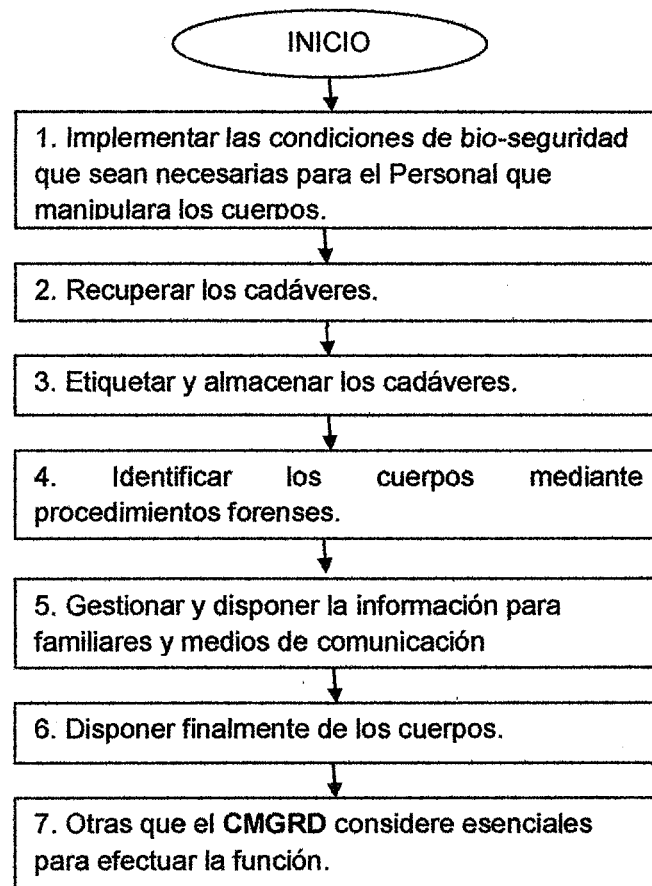 INICIO
1. Implementar las condiciones de bio-seguridad
que sean necesarias para el Personal que
manipulara los cuerpos.
2. Recuperar los cadáveres.
3. Etiquetar y almacenar los cadáveres.
4. Identificar los cuerpos mediante
procedimientos forenses.
5. Gestionar y disponer la información para
familiares y medios de comunicación
6. Disponer finalmente de los cuerpos.
7. Otras que el CMGRD considere esenciales
para efectuar la función.